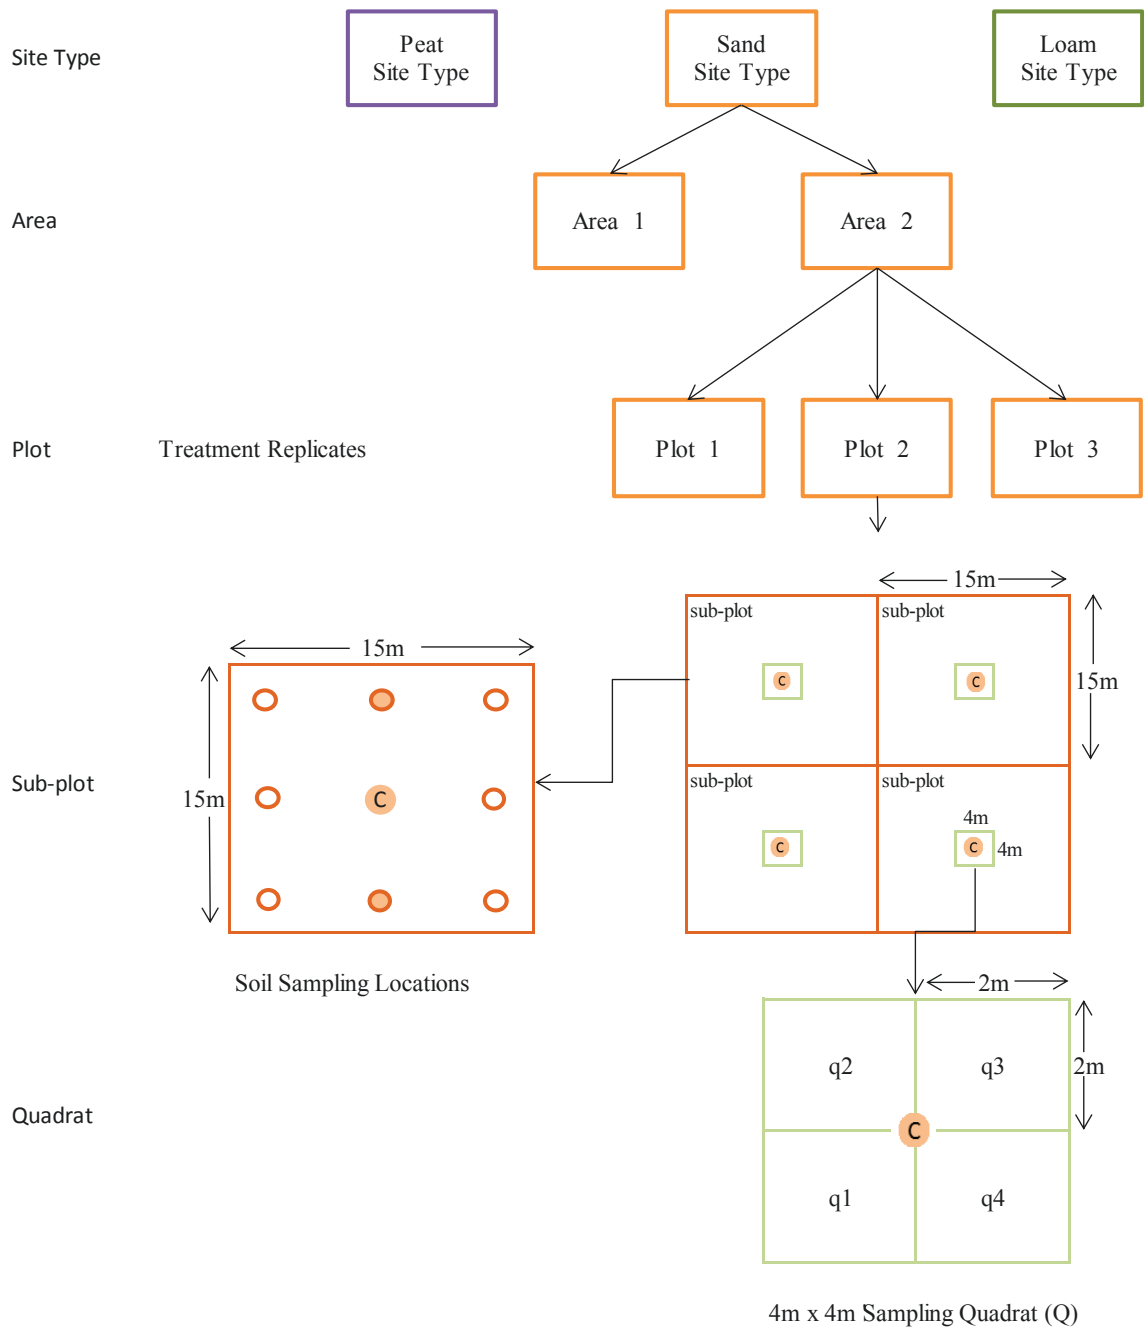 Site Type
Peat
Site Type
Sand
Site Type
Loam
Site Type
Area
Area 1
Area 2
Plot
Treatment Replicates
Plot 1
Plot 2
Plot 3
15m
sub-plot
sub-plot
C
C
15m
15m
Sub-plot
15m
C
sub-plot
sub-plot
4m
C
C
4m
Soil Sampling Locations
2m
Quadrat
q2
q3
2m
C
q1
q4
4m x 4m Sampling Quadrat (Q)